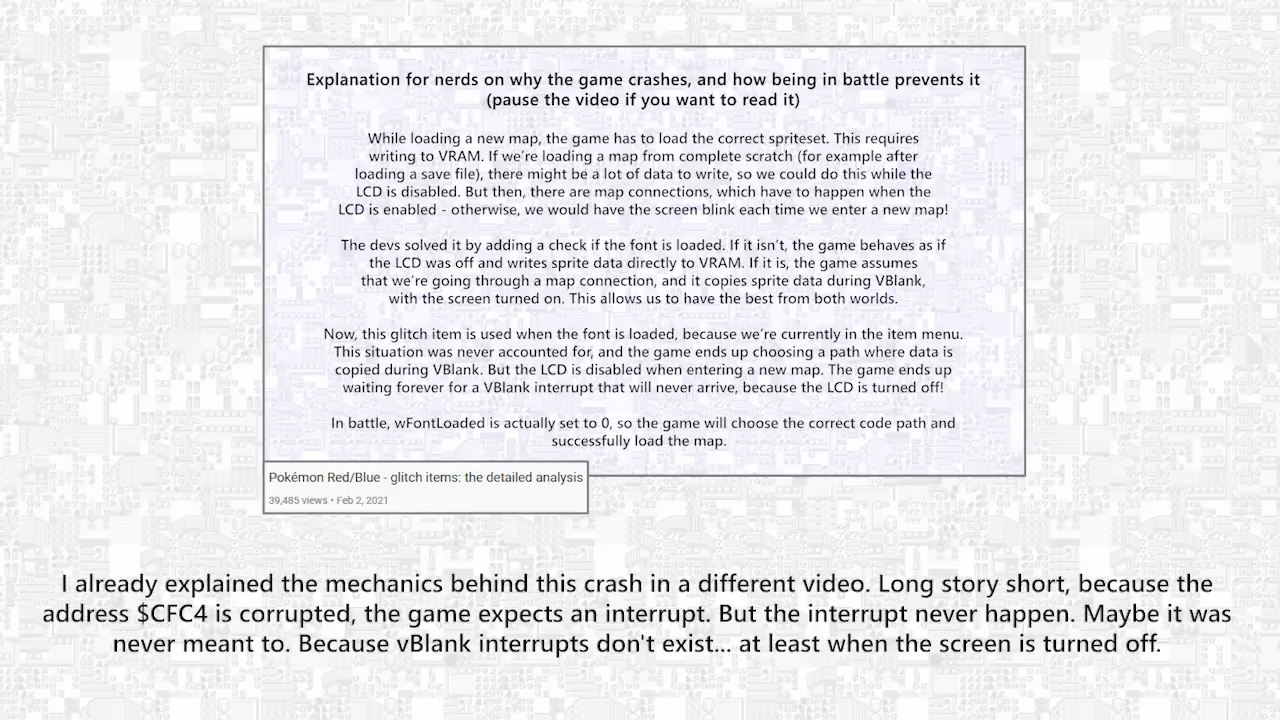 Explanation for nerds on why the game crashes, and how being in battle prevents it
(pause the video if you want to read it)
While loading a new map, the game has to load the correct spriteset. This requires
writing to VRAM. If we're loading a map from complete scratch (for example after
loading a save file), there might be a lot of data to write, so we could do this while the
LCD is disabled. But then, there are map connections, which have to happen when the
LCD is enabled - otherwise, we would have the screen blink each time we enter a new map!
The devs solved it by adding a check if the font is loaded. If it isn't, the game behaves as if
the LCD was off and writes sprite data directly to VRAM. If it is, the game assumes
that we're going through a map connection, and it copies sprite data during VBlank,
with the screen turned on. This allows us to have the best from both worlds.
Now, this glitch item is used when the font is loaded, because we're currently in the item menu.
This situation was never accounted for, and the game ends up choosing a path where data is
copied during VBlank. But the LCD is disabled when entering a new map. The game ends up
waiting forever for a VBlank interrupt that will never arrive, because the LCD is turned off!
In battle, wFontLoaded is actually set to 0, so the game will choose the correct code path and
successfully load the map.
Pokémon Red/Blue - glitch items: the detailed analysis
39,485 views • Feb 2, 2021
I already explained the mechanics behind this crash in a different video. Long story short, because the
address $CFC4 is corrupted, the game expects an interrupt. But the interrupt never happen. Maybe it was
never meant to. Because vBlank interrupts don't exist... at least when the screen is turned off.